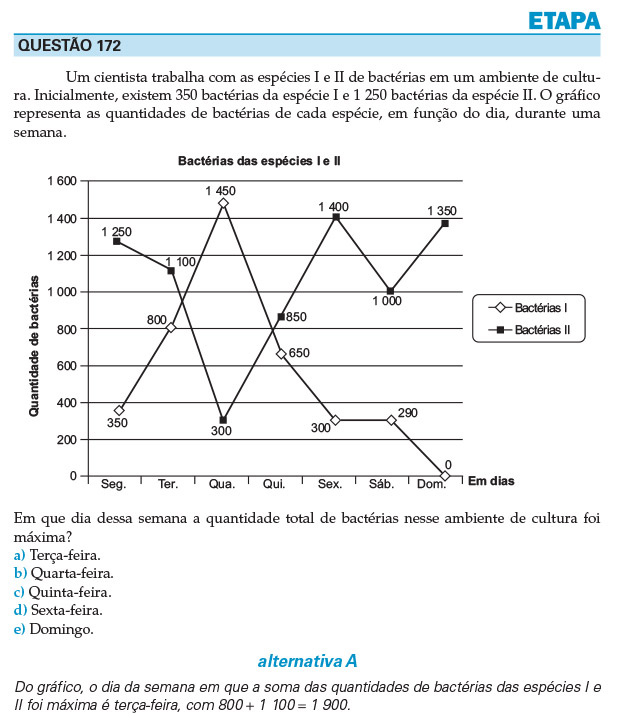 ETAPA
QUESTÃO 172
Um cientista trabalha com as espécies I e II de bactérias em um ambiente de cultu-
ra. Inicialmente, existem 350 bactérias da espécie I e 1 250 bactérias da espécie II. O gráfico
representa as quantidades de bactérias de cada espécie, em função do dia, durante uma
semana.
Bactérias das espécies I e II
Quantidade de bactérias
1 600
1 400
1 200
1 000
800
600
400
200
0
1 250
1 100
800
350
1 450
300
850
650
1 400
300
1 000
290
1 350
0
Bactérias I
Bactérias II
Seg. Ter. Qua. Qui. Sex. Sáb. Dom. Em dias
Em que dia dessa semana a quantidade total de bactérias nesse ambiente de cultura foi
máxima?
a) Terça-feira.
b) Quarta-feira.
c) Quinta-feira.
d) Sexta-feira.
e) Domingo.
alternativa A
Do gráfico, o dia da semana em que a soma das quantidades de bactérias das espécies I e
II foi máxima é terça-feira, com 800 + 1 100 = 1 900.